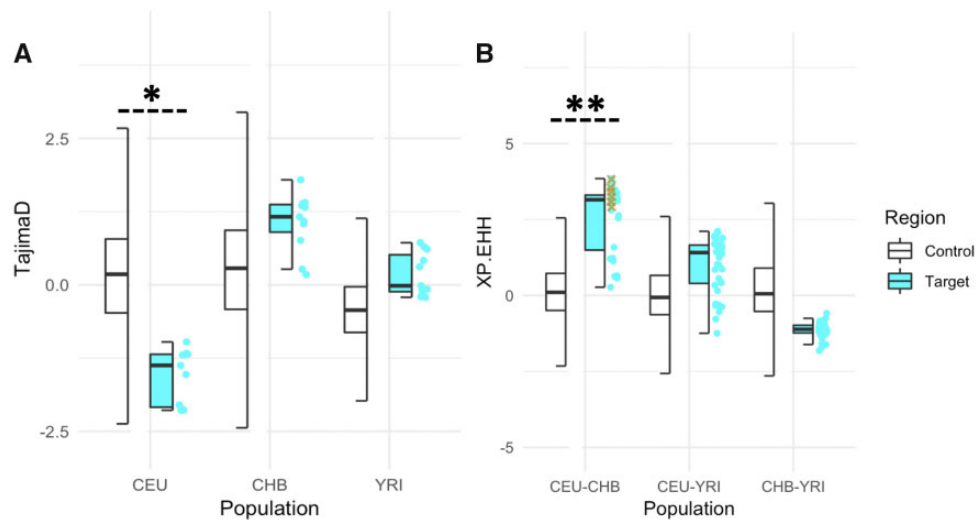 A
*
TajimaD
2.5
0.0
-2.5
CEU CHB YRI
Population
B
**
XP.EHH
5
0
-5
CEU-CHB CEU-YRI CHB-YRI
Population
Region
Control
Target